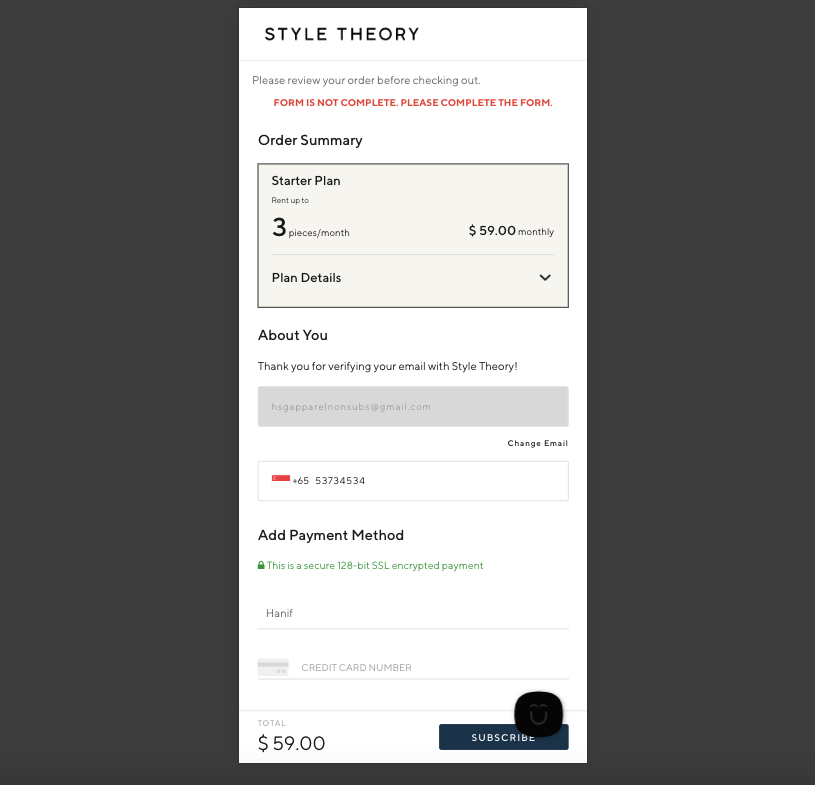 STYLE THEORY
Please review your order before checking out.
FORM IS NOT COMPLETE. PLEASE COMPLETE THE FORM.
Order Summary
Starter Plan
Rent up to
3 pieces/month
$ 59.00 monthly
Plan Details
About You
Thank you for verifying your email with Style Theory!
hsgapparelnonsubs@gmail.com
Change Email
+65 53734534
Add Payment Method
This is a secure 128-bit SSL encrypted payment
Hanif
CREDIT CARD NUMBER
TOTAL
$ 59.00
SUBSCRIBE